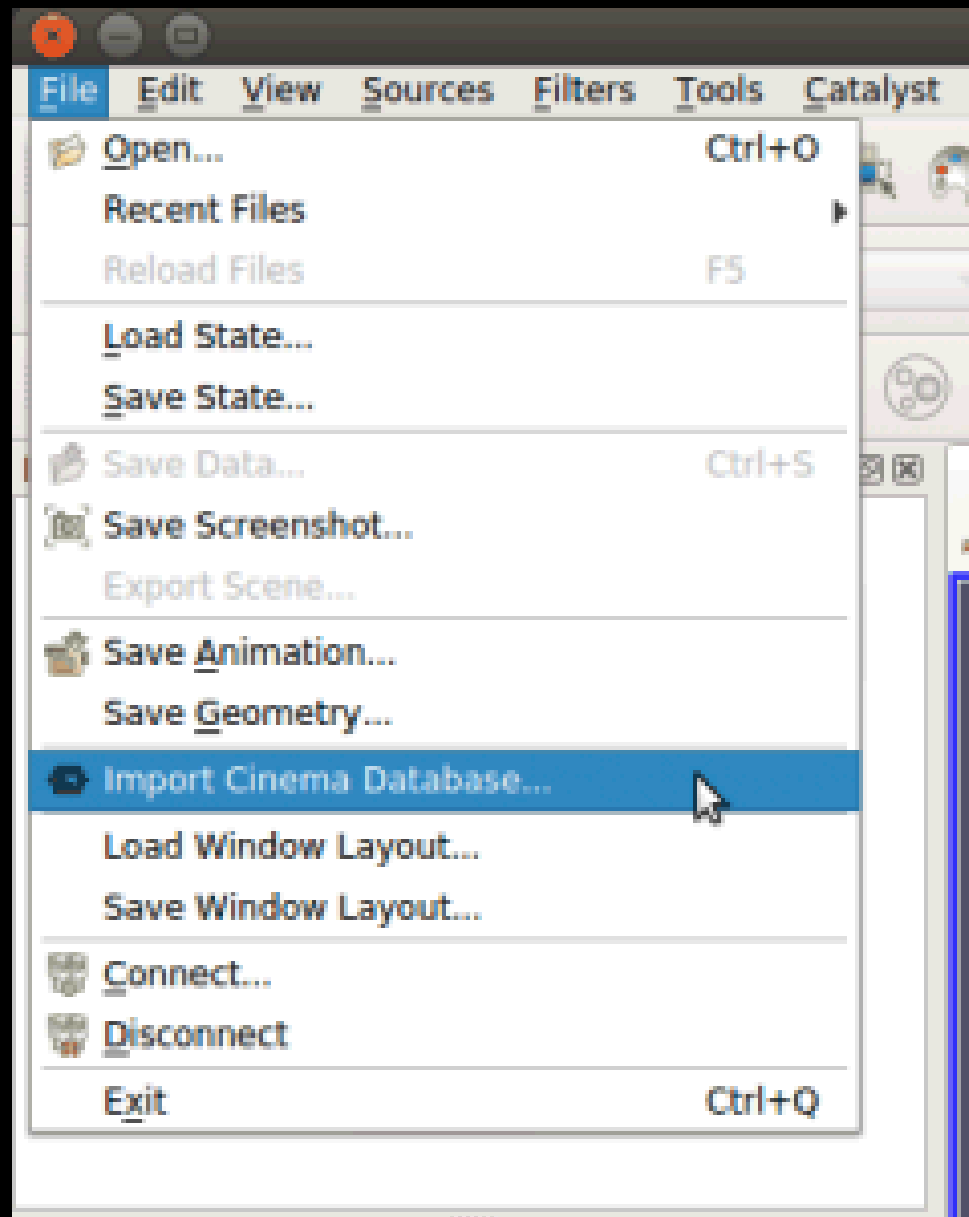 File Edit View Sources Filters Tools Catalyst
Open... Ctrl+O
Recent Files
Reload Files F5
Load State...
Save State...
Save Data... Ctrl+S
Save Screenshot...
Export Scene...
Save Animation...
Save Geometry...
Import Cinema Database...
Load Window Layout...
Save Window Layout...
Connect...
Disconnect
Exit Ctrl+Q